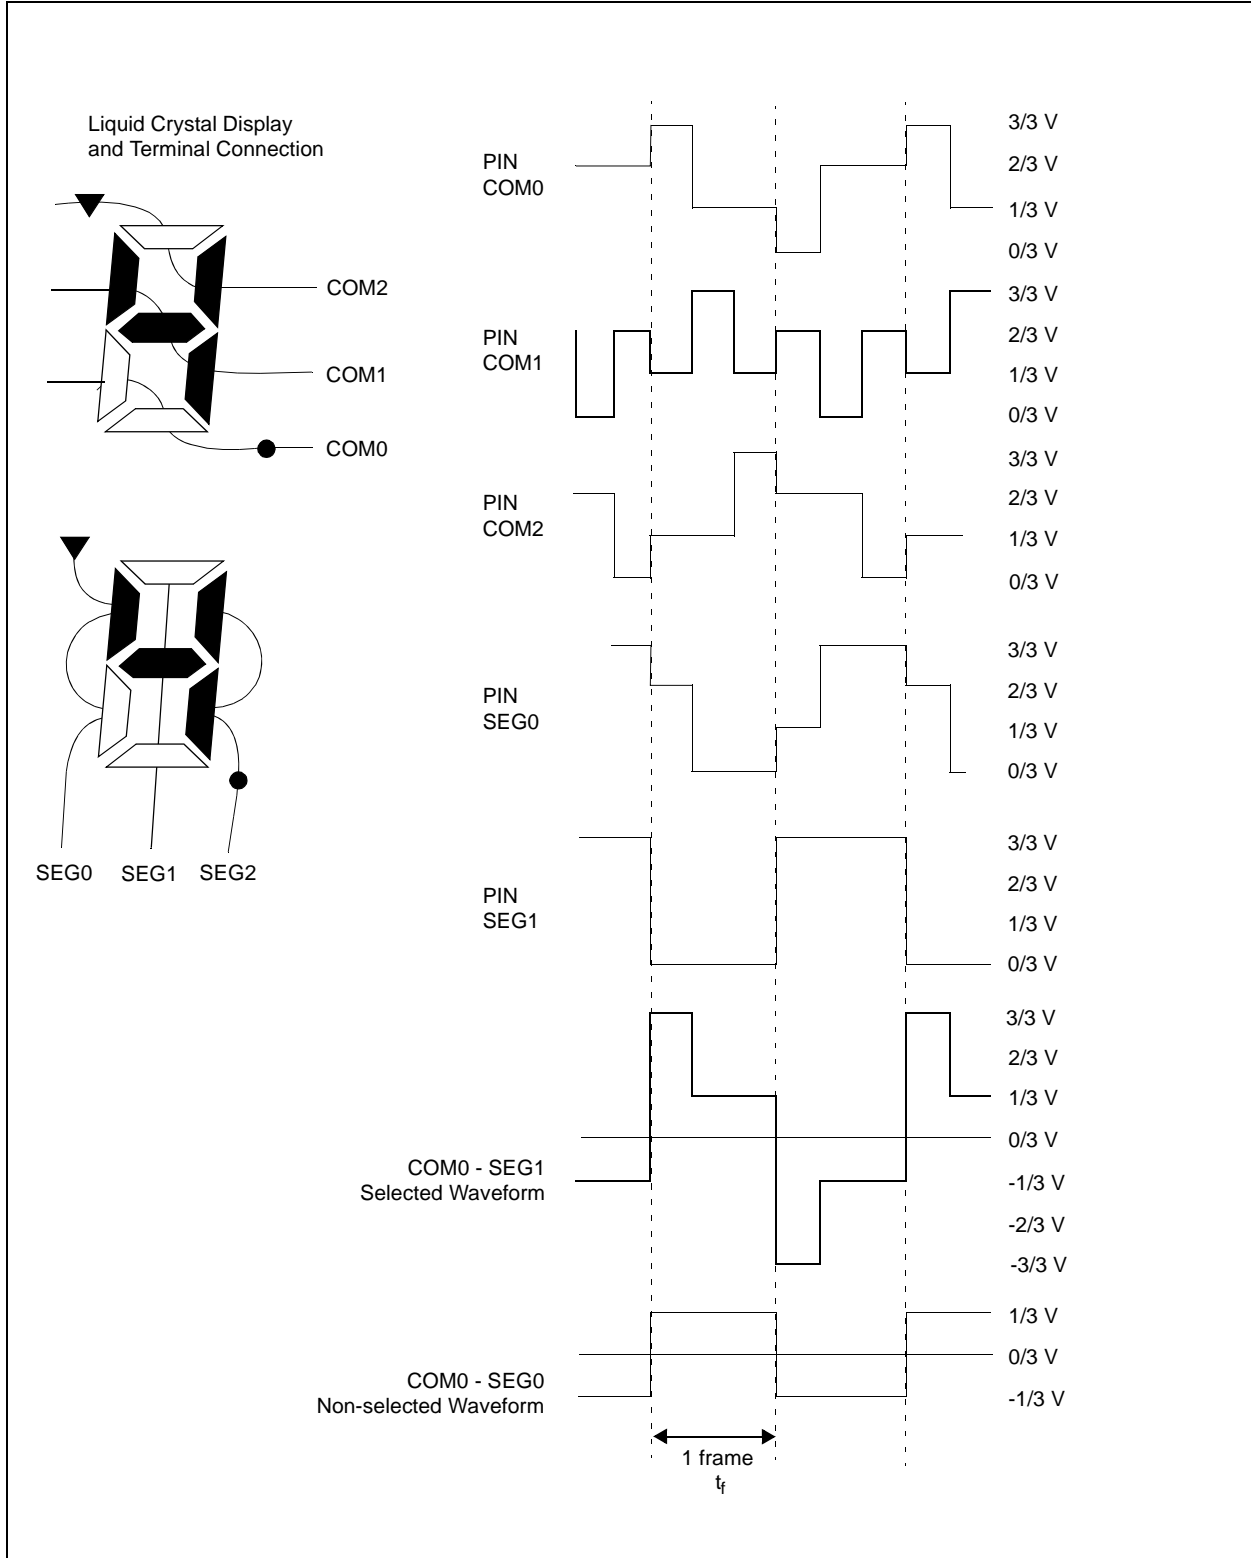 Liquid Crystal Display
and Terminal Connection
COM2
COM1
COM0
SEG0 SEG1 SEG2
PIN
COM0
3/3 V
2/3 V
1/3 V
0/3 V
PIN
COM1
3/3 V
2/3 V
1/3 V
0/3 V
PIN
COM2
3/3 V
2/3 V
1/3 V
0/3 V
PIN
SEG0
3/3 V
2/3 V
1/3 V
0/3 V
PIN
SEG1
3/3 V
2/3 V
1/3 V
0/3 V
COM0 - SEG1
Selected Waveform
3/3 V
2/3 V
1/3 V
0/3 V
-1/3 V
-2/3 V
-3/3 V
COM0 - SEG0
Non-selected Waveform
1/3 V
0/3 V
-1/3 V
1 frame
tf